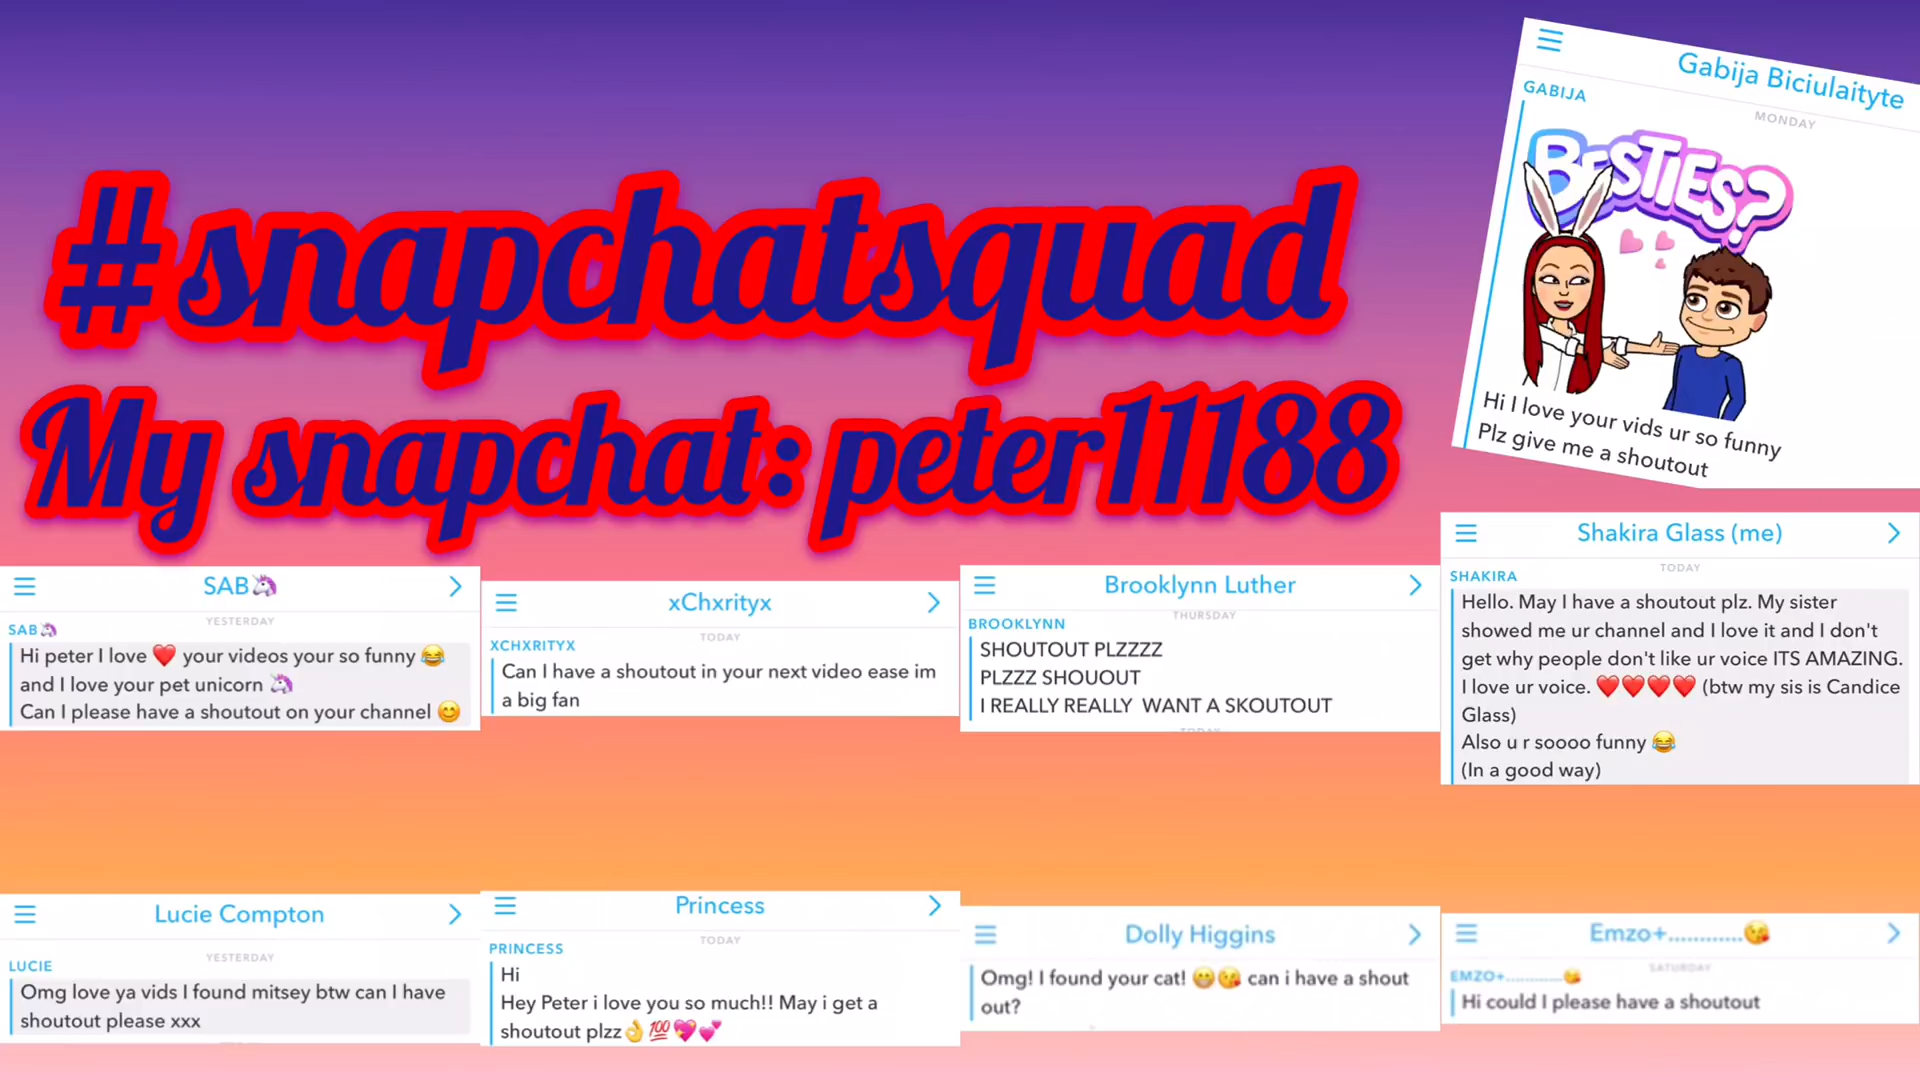 #snapchatsquad
My snapchat: peter11188
Gabija Biciulaityte
GABIJA
MONDAY
BESTIES?
Hi I love your vids ur so funny
Plz give me a shoutout
SAB🦄
YESTERDAY
SAB🦄
Hi peter I love ❤️ your videos your so funny 😂
and I love your pet unicorn 🦄
Can I please have a shoutout on your channel 😊
xChxrityx
TODAY
XCHXRITYX
Can I have a shoutout in your next video ease im
a big fan
Brooklynn Luther
THURSDAY
BROOKLYNN
SHOUTOUT PLZZZZ
PLZZZ SHOUOUT
I REALLY REALLY WANT A SKOUTOUT
TODAY
Shakira Glass (me)
TODAY
SHAKIRA
Hello. May I have a shoutout plz. My sister
showed me ur channel and I love it and I don't
get why people don't like ur voice ITS AMAZING.
I love ur voice. ❤️❤️❤️❤️ (btw my sis is Candice
Glass)
Also u r soooo funny 😂
(In a good way)
Lucie Compton
YESTERDAY
LUCIE
Omg love ya vids I found mitsey btw can I have
shoutout please xxx
Princess
TODAY
PRINCESS
Hi
Hey Peter i love you so much!! May i get a
shoutout plzz👌💯💖💕
Dolly Higgins
Omg! I found your cat! 😁😘 can i have a shout
out?
Emzo+............😘
SATURDAY
EMZO+............😘
Hi could I please have a shoutout